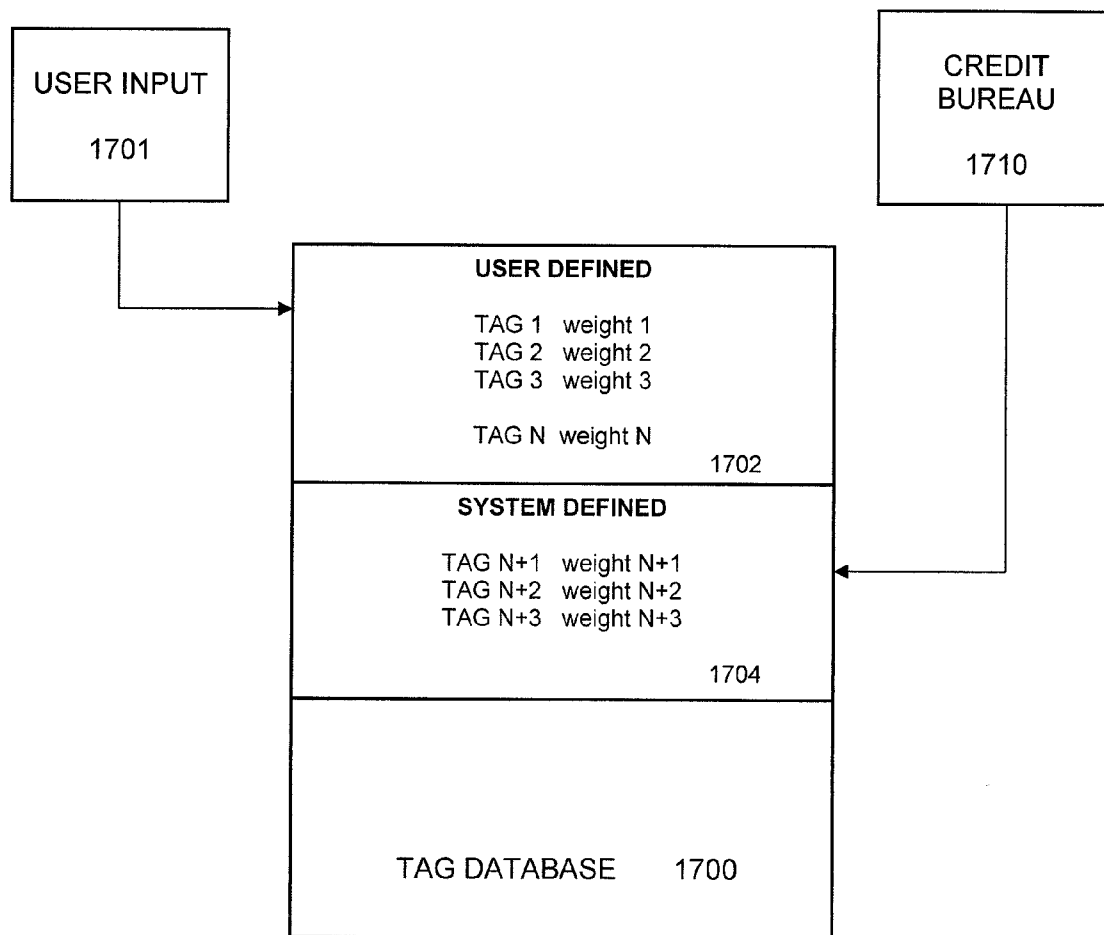 USER INPUT
1701
CREDIT
BUREAU
1710
USER DEFINED
TAG 1 weight 1
TAG 2 weight 2
TAG 3 weight 3
TAG N weight N
1702
SYSTEM DEFINED
TAG N+1 weight N+1
TAG N+2 weight N+2
TAG N+3 weight N+3
1704
TAG DATABASE 1700